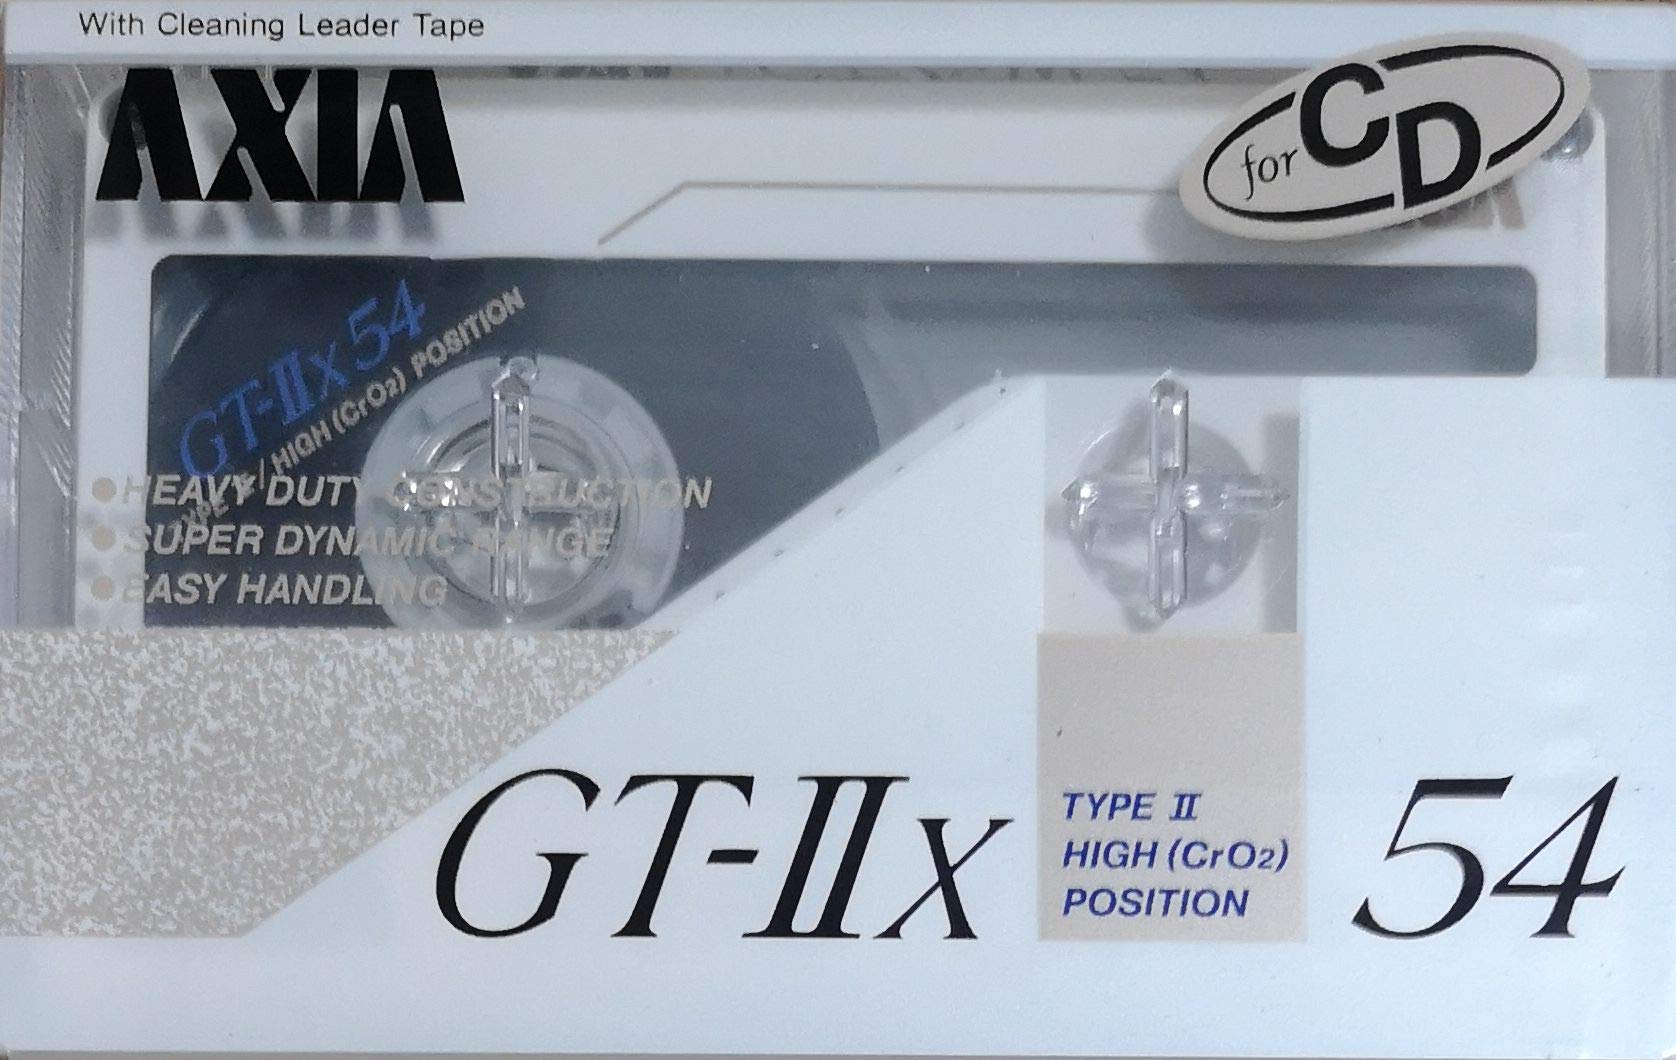 With Cleaning Leader Tape
AXIA
for CD
GT-IIx 54
TYPE II/HIGH (CrO2) POSITION
●HEAVY DUTY CONSTRUCTION
●SUPER DYNAMIC RANGE
●EASY HANDLING
GT-IIx
TYPE II
HIGH (CrO2)
POSITION
54